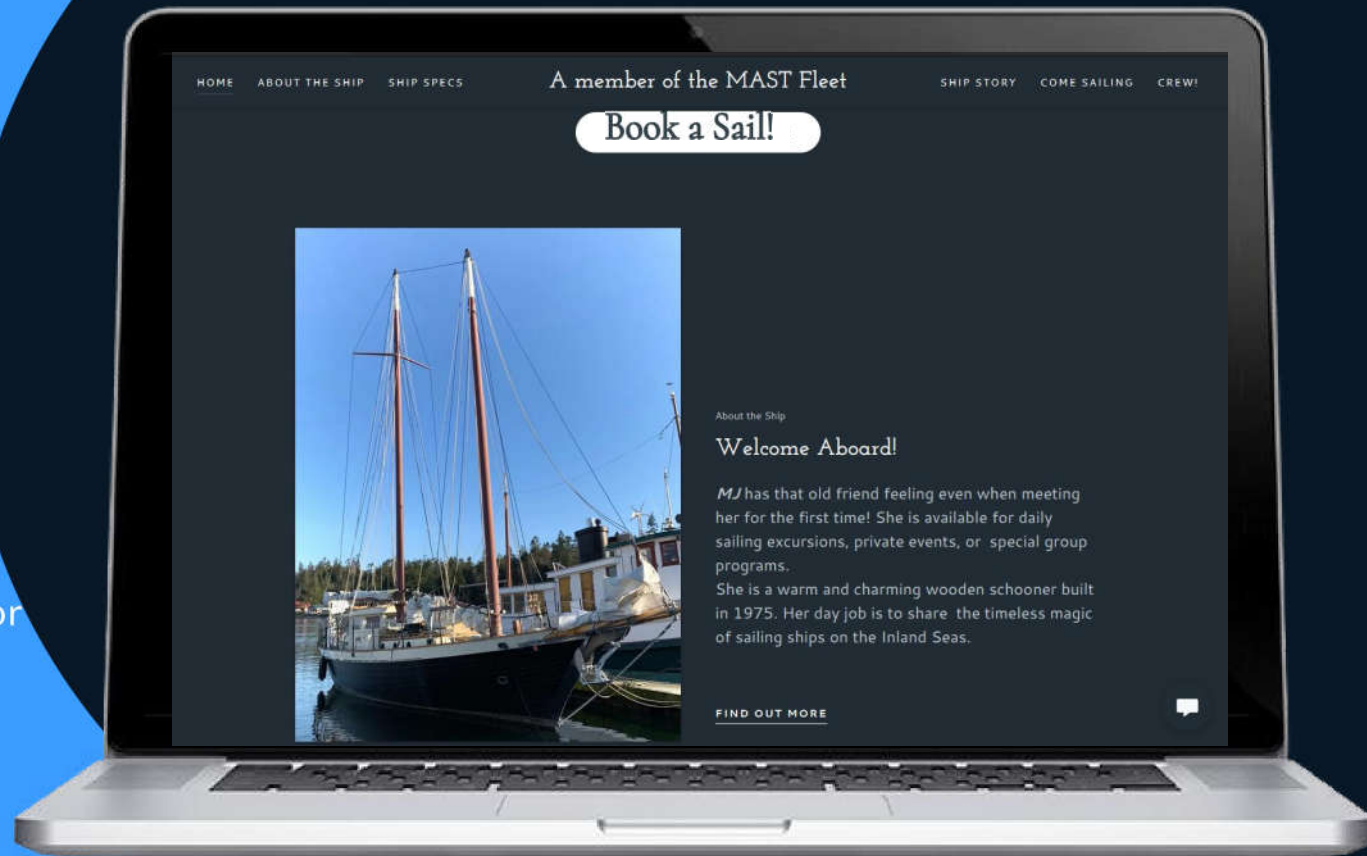 HOME ABOUT THE SHIP SHIP SPECS A member of the MAST Fleet SHIP STORY COME SAILING CREW!
Book a Sail!
About the Ship
Welcome Aboard!
MJ has that old friend feeling even when meeting
her for the first time! She is available for daily
sailing excursions, private events, or special group
programs.
She is a warm and charming wooden schooner built
in 1975. Her day job is to share the timeless magic
of sailing ships on the Inland Seas.
FIND OUT MORE
or